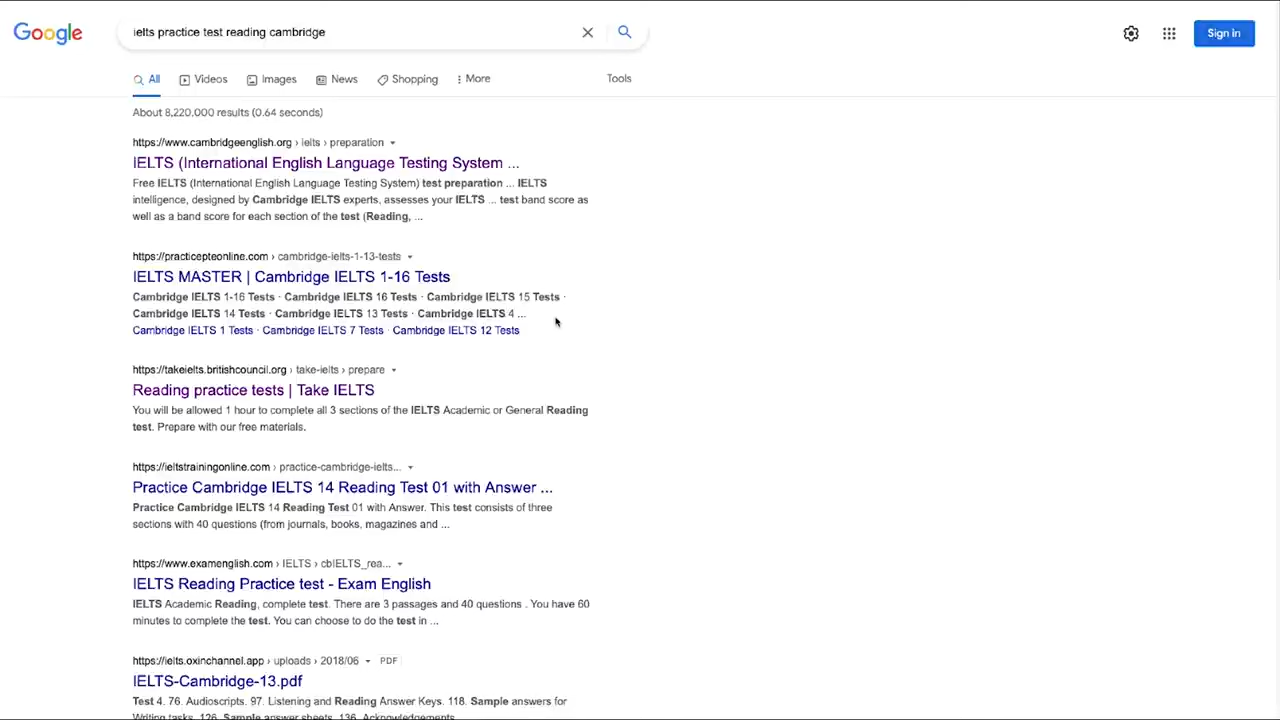 Google
ielts practice test reading cambridge
Sign in
All Videos Images News Shopping More Tools
About 8,220,000 results (0.64 seconds)
https://www.cambridgeenglish.org › ielts › preparation
IELTS (International English Language Testing System ...
Free IELTS (International English Language Testing System) test preparation ... IELTS
intelligence, designed by Cambridge IELTS experts, assesses your IELTS ... test band score as
well as a band score for each section of the test (Reading, ...
https://practicepteonline.com › cambridge-ielts-1-13-tests
IELTS MASTER | Cambridge IELTS 1-16 Tests
Cambridge IELTS 1-16 Tests · Cambridge IELTS 16 Tests · Cambridge IELTS 15 Tests ·
Cambridge IELTS 14 Tests · Cambridge IELTS 13 Tests · Cambridge IELTS 4 ...
Cambridge IELTS 1 Tests · Cambridge IELTS 7 Tests · Cambridge IELTS 12 Tests
https://takeielts.britishcouncil.org › take-ielts › prepare
Reading practice tests | Take IELTS
You will be allowed 1 hour to complete all 3 sections of the IELTS Academic or General Reading
test. Prepare with our free materials.
https://ieltstrainingonline.com › practice-cambridge-ielts...
Practice Cambridge IELTS 14 Reading Test 01 with Answer ...
Practice Cambridge IELTS 14 Reading Test 01 with Answer. This test consists of three
sections with 40 questions (from journals, books, magazines and ...
https://www.examenglish.com › IELTS › cbIELTS_rea...
IELTS Reading Practice test - Exam English
IELTS Academic Reading, complete test. There are 3 passages and 40 questions . You have 60
minutes to complete the test. You can choose to do the test in ...
https://ielts.oxinchannel.app › uploads › 2018/06 PDF
IELTS-Cambridge-13.pdf
Test 4. 76. Audioscripts. 97. Listening and Reading Answer Keys. 118. Sample answers for
Writing tasks. 126. Sample answer sheets. 136. Acknowledgements.